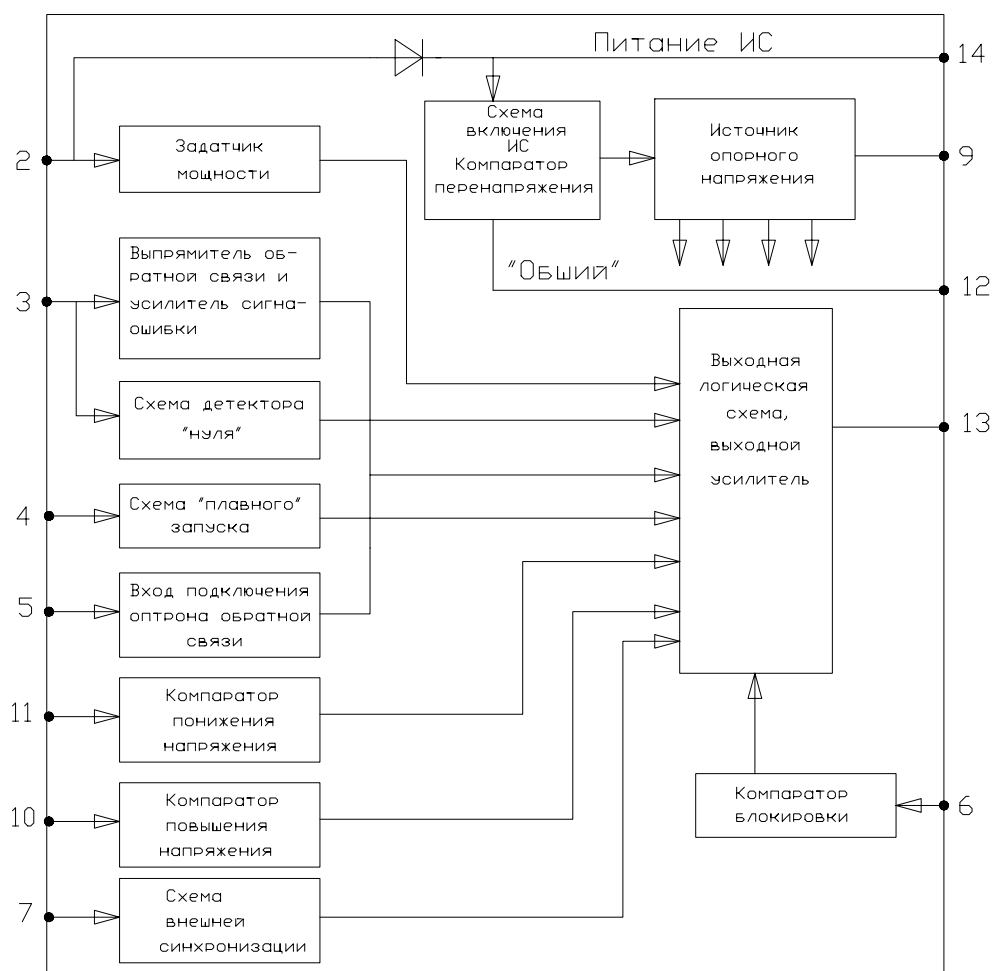 Питание ИС
14
2
Задатчик
мощности
Схема
включения
ИС
Компаратор
перенапряжения
Источник
опорного
напряжения
9
3
Выпрямитель об-
ратной связи и
усилитель сигна-
ошибки
"Обший"
12
Схема детектора
"нуля"
Выходная
логическая
схема,
выходной
усилитель
13
4
Схема "плавного"
запуска
5
Вход подключения
оптрона обратной
связи
11
Компаратор
понижения
напряжения
10
Компаратор
повышения
напряжения
Компаратор
блокировки
6
7
Схема
внешней
синхронизации